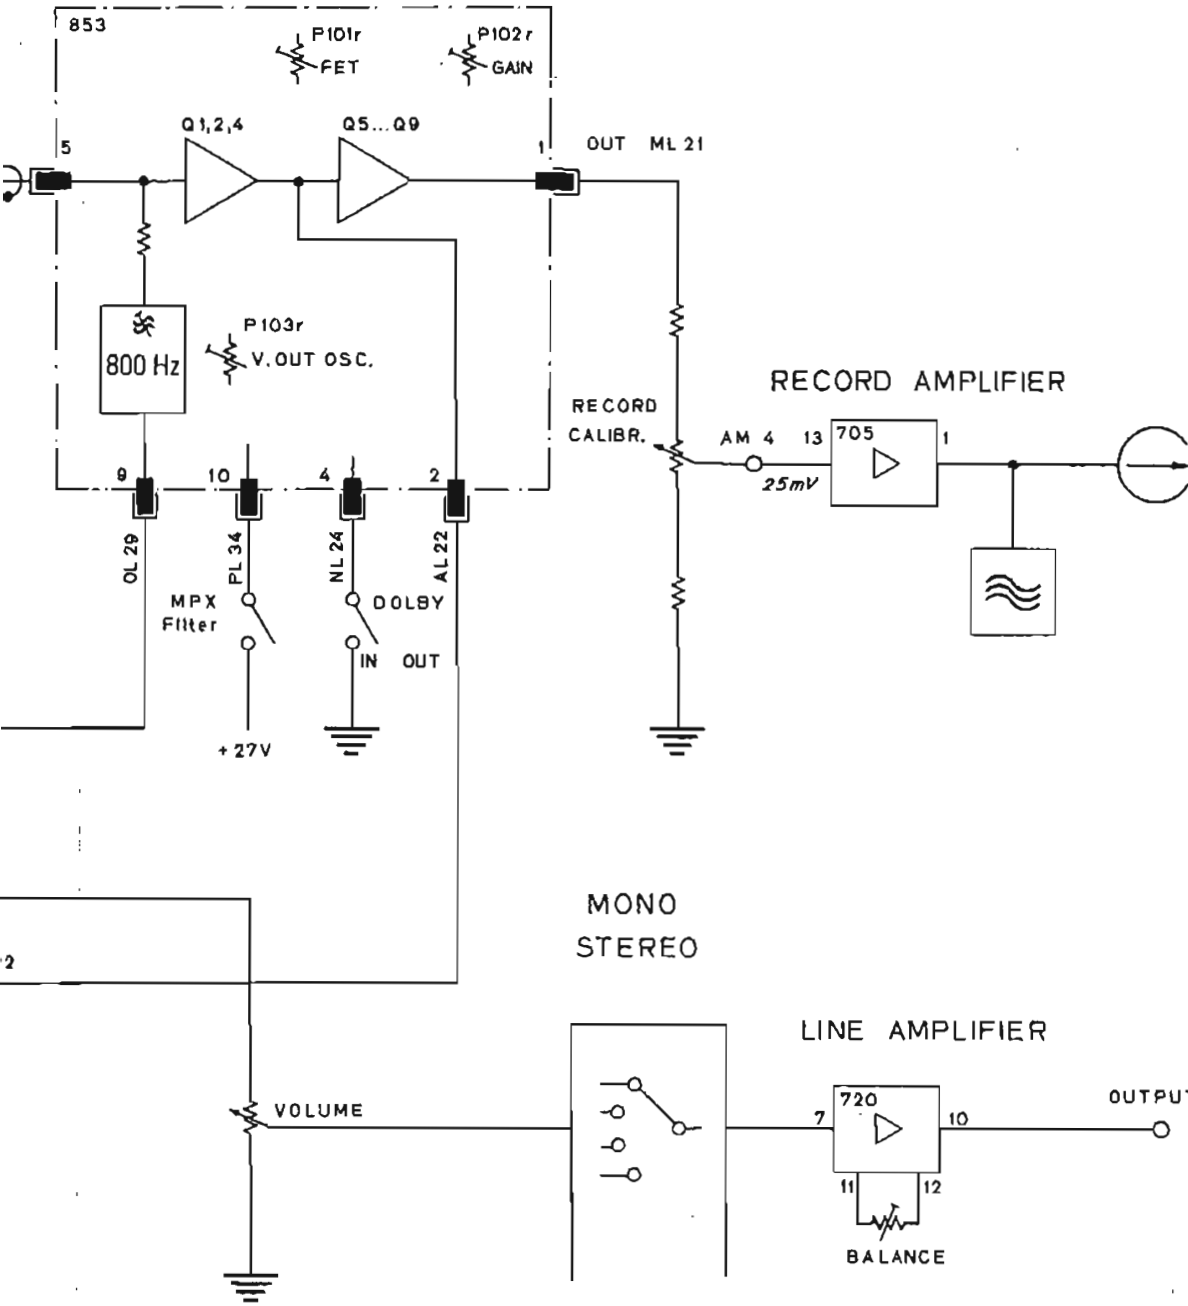 853
P101r
FET
P102r
GAIN
Q1,2,4
Q5...Q9
5
1
OUT ML 21
P103r
V.OUT OSC.
800 Hz
RECORD AMPLIFIER
RECORD
CALIBR.
AM 4
13
705
1
25mV
9
10
4
2
OL 29
PL 34
NL 24
AL 22
MPX
Filter
DOLBY
IN OUT
+27V
MONO
STEREO
2
LINE AMPLIFIER
VOLUME
7
720
10
OUTPUT
11
12
BALANCE